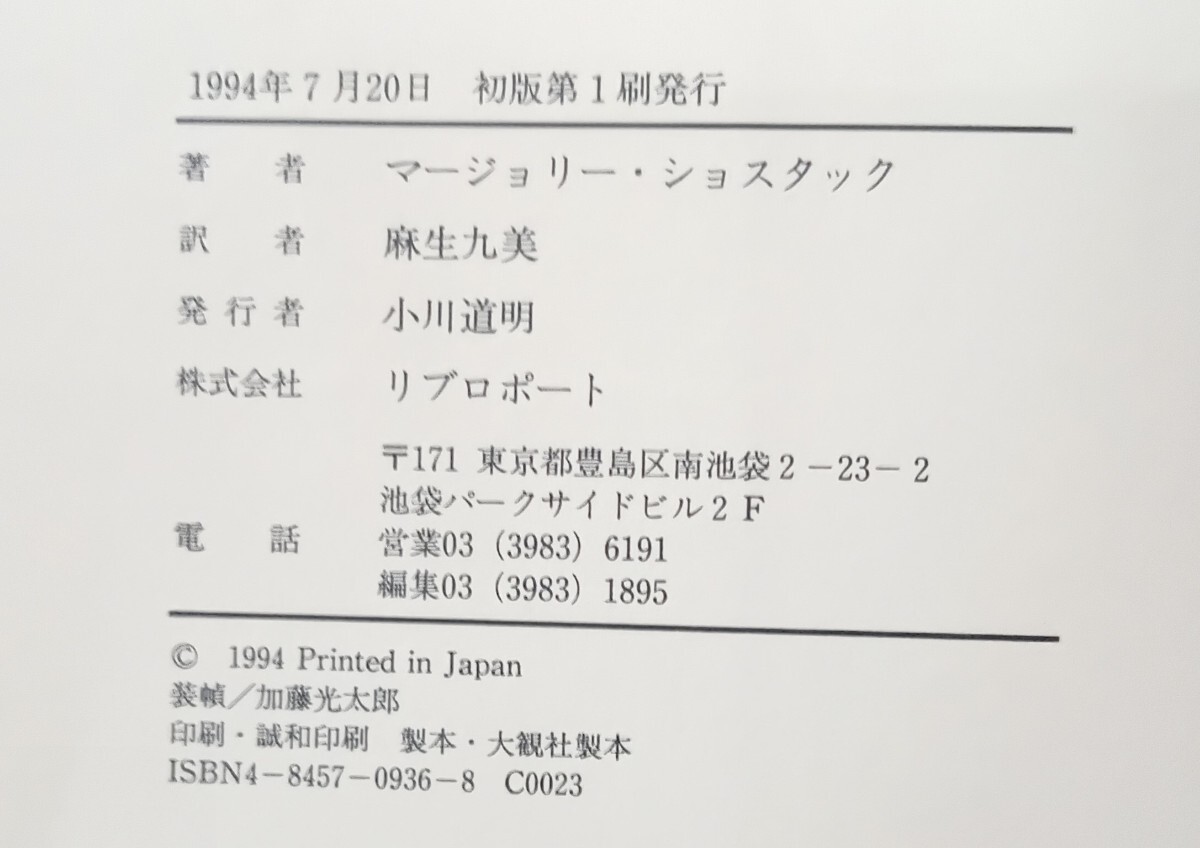 1994年7月20日 初版第1刷発行
著者 マージョリー・ショスタック
訳者 麻生九美
発行者 小川道明
株式会社 リブロポート
〒171 東京都豊島区南池袋2-23-2
池袋パークサイドビル2F
電話 営業03 (3983) 6191
編集03 (3983) 1895
© 1994 Printed in Japan
装幀/加藤光太郎
印刷・誠和印刷 製本・大観社製本
ISBN4-8457-0936-8 C0023